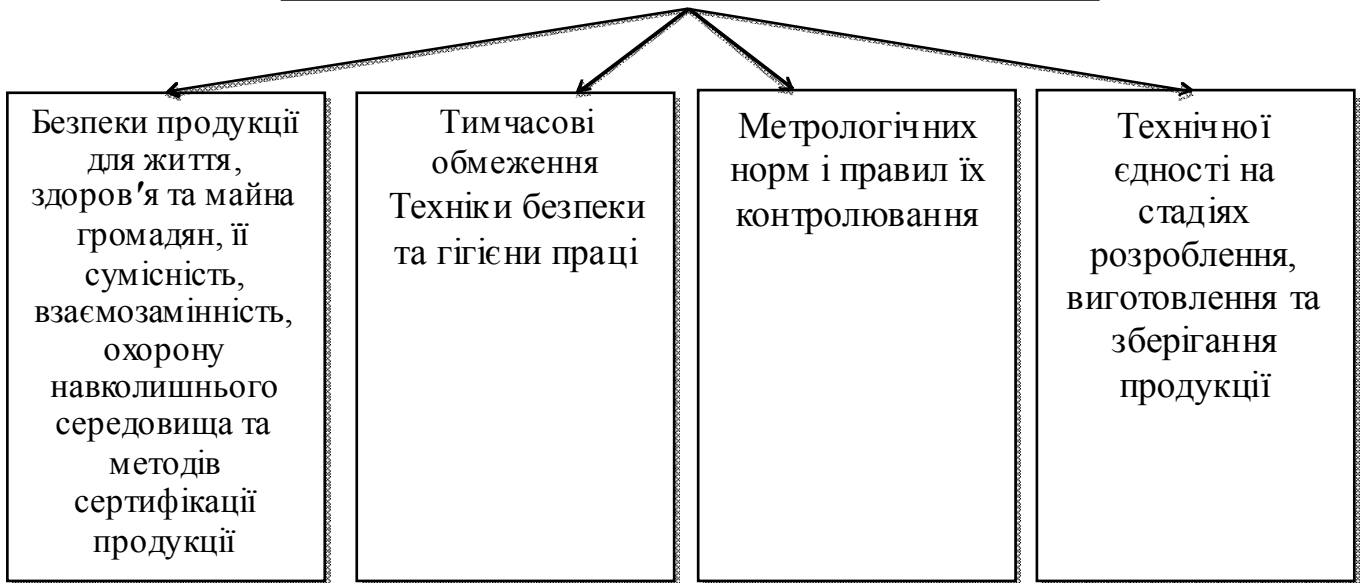 Безпеки продукції
для життя,
здоров'я та майна
громадян, її
сумісність,
взаємозамінність,
охорону
навколишнього
середовища та
методів
сертифікації
продукції
Тимчасові
обмеження
Техніки безпеки
та гігієни праці
Метрологічних
норм і правил їх
контролювання
Технічної
єдності на
стадіях
розроблення,
виготовлення та
зберігання
продукції